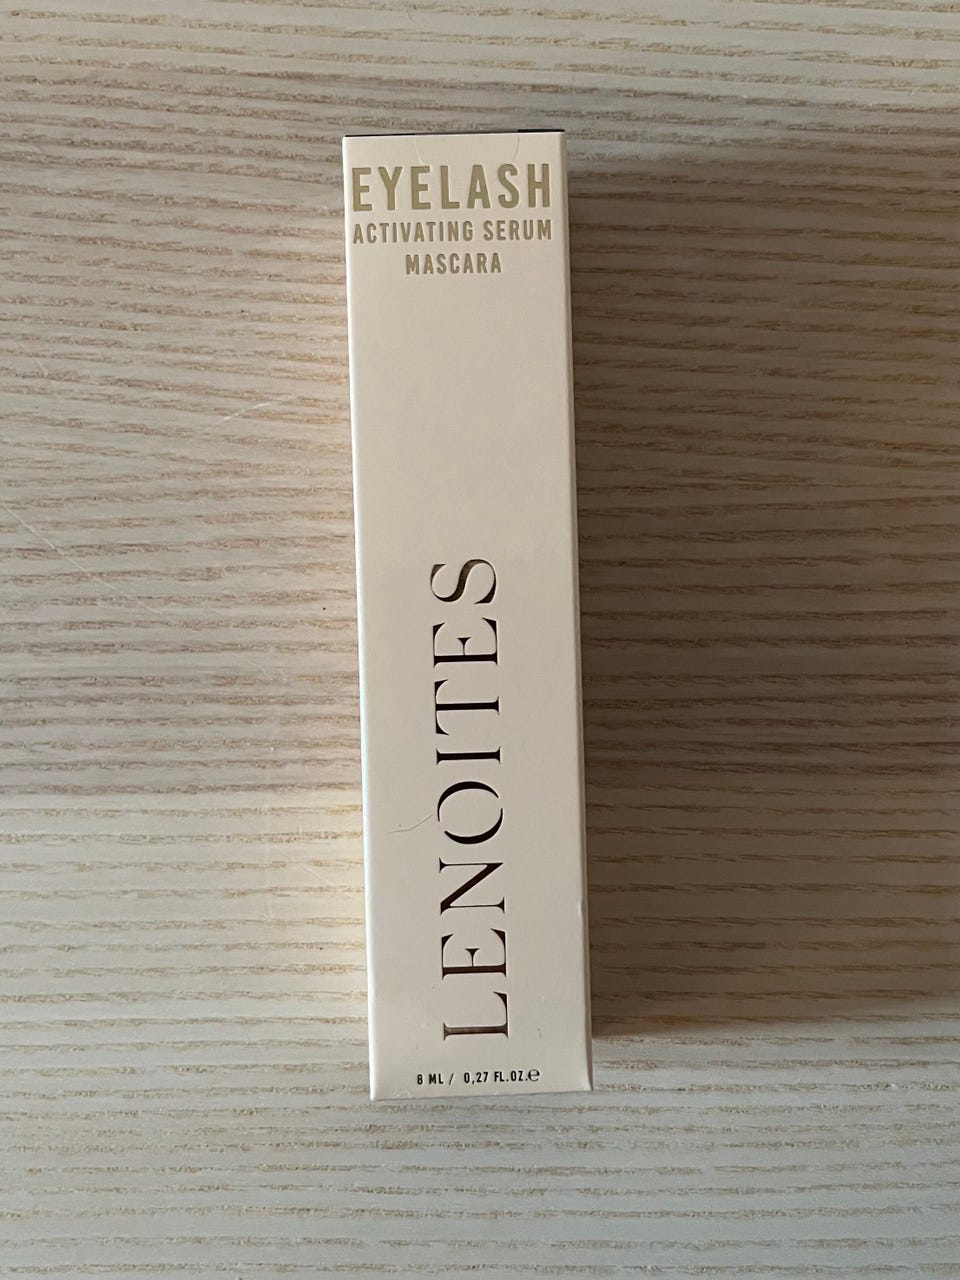 EYELASH
ACTIVATING SERUM
MASCARA
LENOITES
8 ML / 0,27 FL.OZ.℮